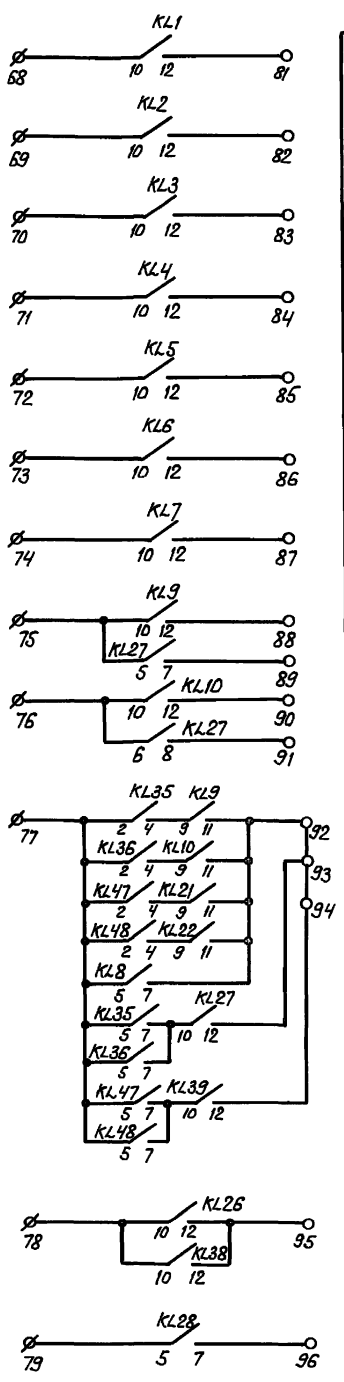 KL1
68 10 12 81
KL2
69 10 12 82
KL3
70 10 12 83
KL4
71 10 12 84
KL5
72 10 12 85
KL6
73 10 12 86
KL7
74 10 12 87
KL9
75 10 12 88
KL27
5 7 89
KL10
76 10 12 90
KL27
6 8 91
KL35 KL9
77 2 4 9 11 92
KL36 KL10
2 4 9 11 93
KL47 KL21
2 4 9 11 94
KL48 KL22
2 4 9 11
KL8
5 7
KL35 KL27
5 7 10 12
KL36
5 7
KL47 KL39
5 7 10 12
KL48
5 7
KL26
78 10 12 95
KL38
10 12
KL28
79 5 7 96